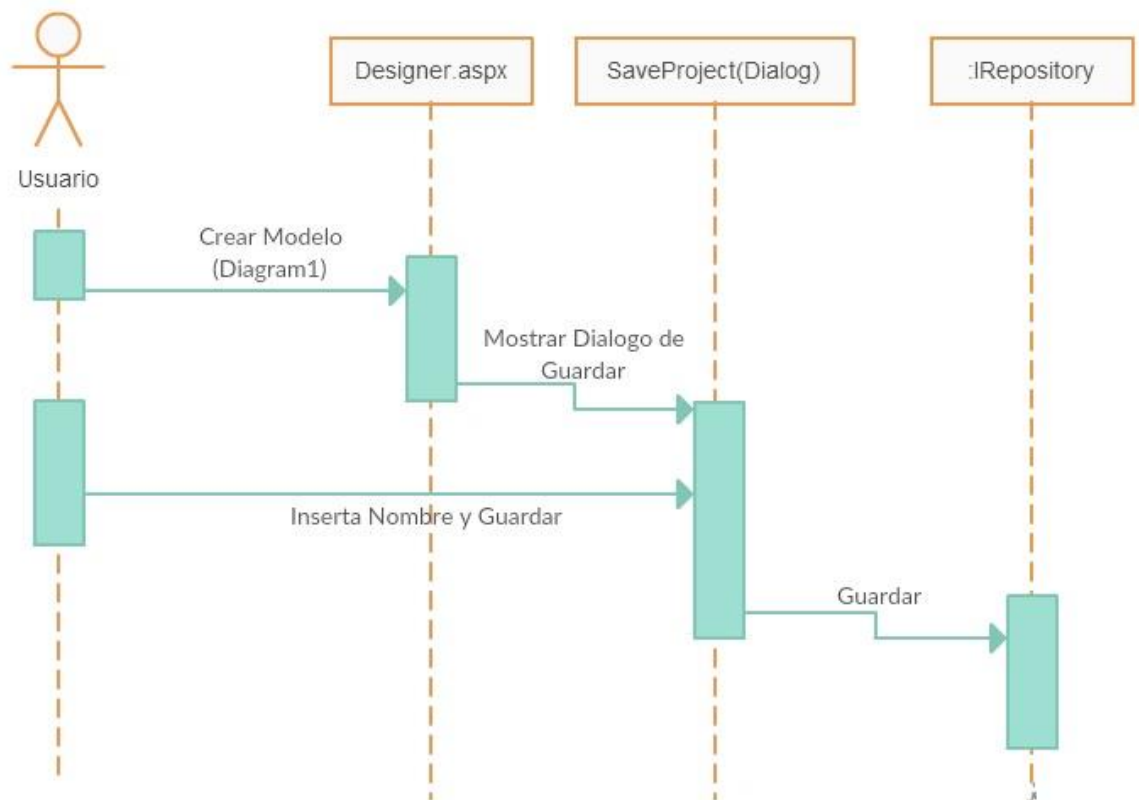 Designer.aspx
SaveProject(Dialog)
:IRepository
Usuario
Crear Modelo
(Diagram1)
Mostrar Dialogo de
Guardar
Inserta Nombre y Guardar
Guardar